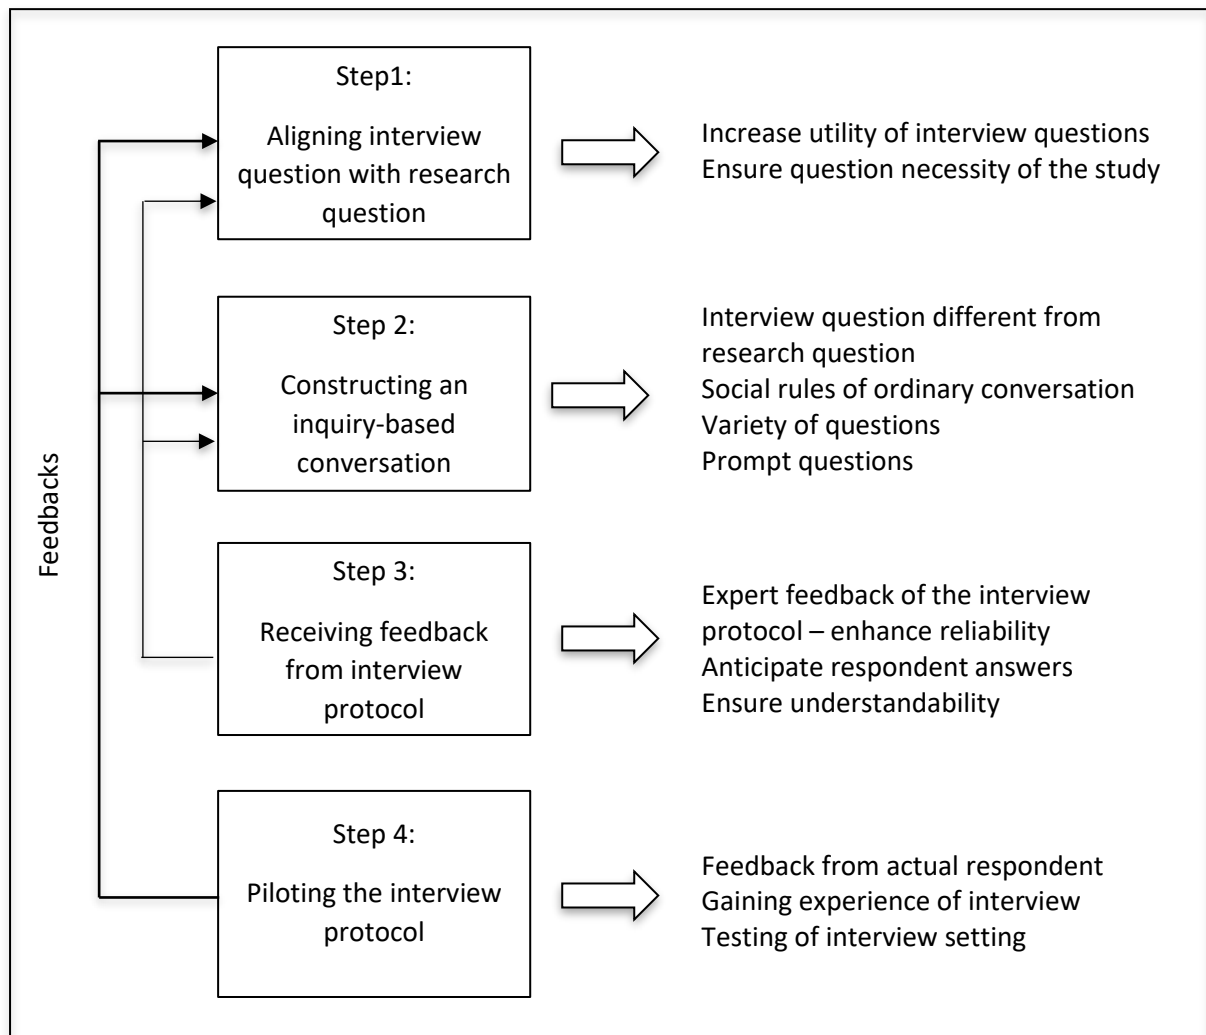 Step1:
Aligning interview
question with research
question
Increase utility of interview questions
Ensure question necessity of the study
Step 2:
Constructing an
inquiry-based
conversation
Interview question different from
research question
Social rules of ordinary conversation
Variety of questions
Prompt questions
Feedbacks
Step 3:
Receiving feedback
from interview
protocol
Expert feedback of the interview
protocol – enhance reliability
Anticipate respondent answers
Ensure understandability
Step 4:
Piloting the interview
protocol
Feedback from actual respondent
Gaining experience of interview
Testing of interview setting